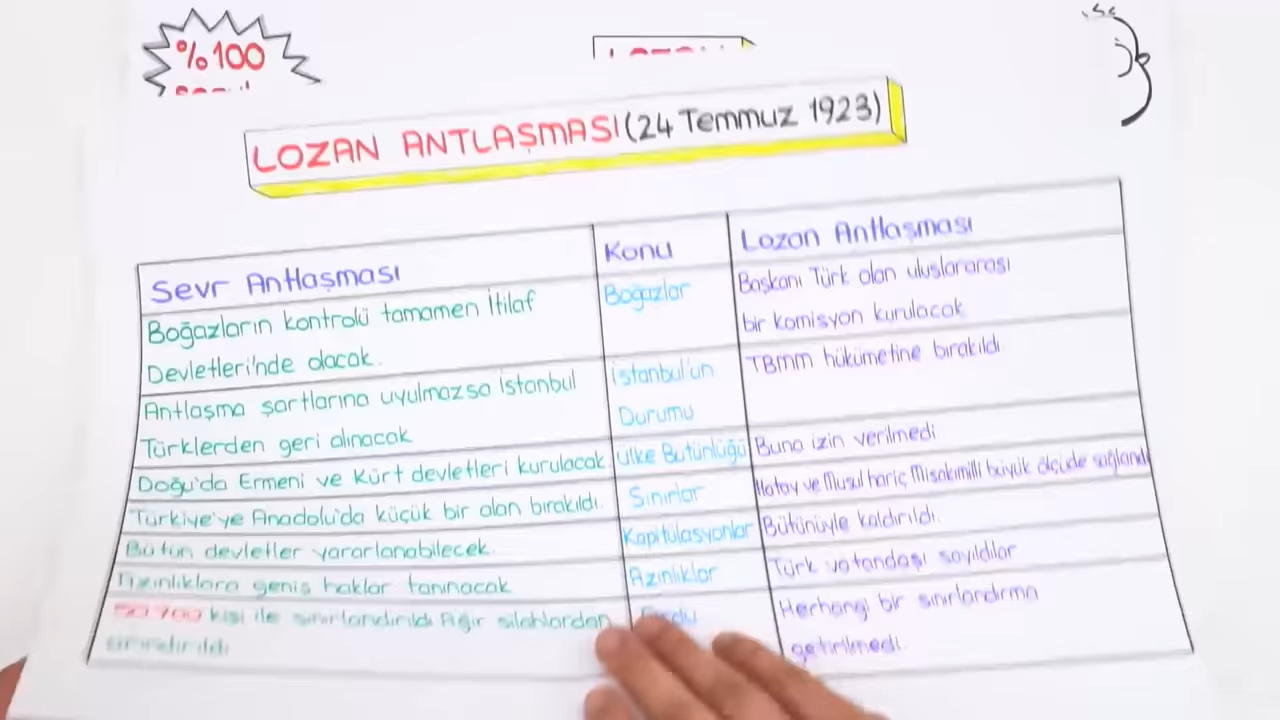 %100
LOZAN ANTLAŞMASI (24 Temmuz 1923)
Sevr Antlaşması
Konu
Lozan Antlaşması
Boğazların kontrolü tamamen İtilaf
Devletleri'nde olacak.
Boğazlar
Başkanı Türk olan uluslararası
bir komisyon kurulacak
Antlaşma şartlarına uyulmazsa İstanbul
Türklerden geri alınacak
İstanbul'un
Durumu
TBMM hükümetine bırakıldı
Doğu'da Ermeni ve Kürt devletleri kurulacak.
Ülke Bütünlüğü
Buna izin verilmedi
Türkiye'ye Anadolu'da küçük bir alan bırakıldı.
Sınırlar
Hatay ve Musul hariç Misakımilli büyük ölçüde sağlandı
Bütün devletler yararlanabilecek.
Kapitülasyonlar
Bütünüyle kaldırıldı.
Azınlıklara geniş haklar tanınacak
Azınlıklar
Türk vatandaşı sayıldılar
50 700 kişi ile sınırlandırıldı Ağır silahlardan
Herhangi bir sınırlandırma
getirilmedi.